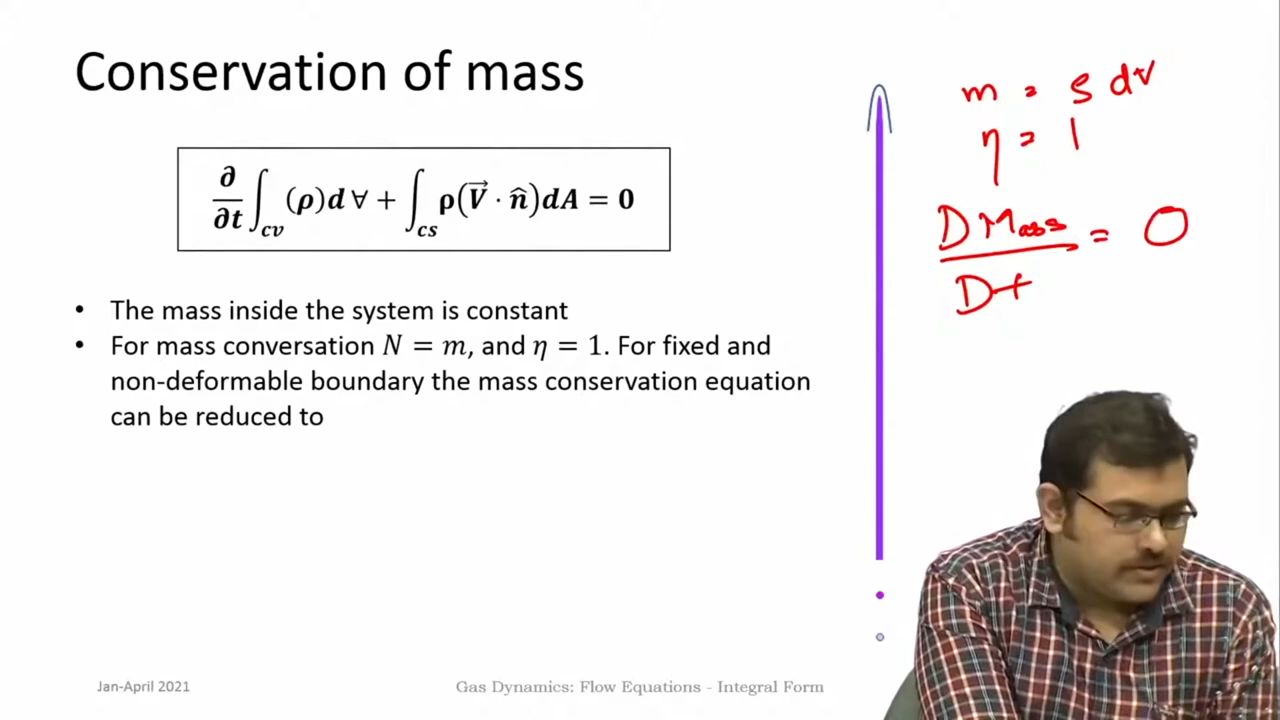 Conservation of mass
∂/∂t ∫cv (ρ)d∀ + ∫cs ρ(V⃗ · n̂)dA = 0
• The mass inside the system is constant
• For mass conversation N = m, and η = 1. For fixed and
non-deformable boundary the mass conservation equation
can be reduced to
m = ρ d∀
η = 1
D Mass / Dt = 0
Jan-April 2021
Gas Dynamics: Flow Equations - Integral Form